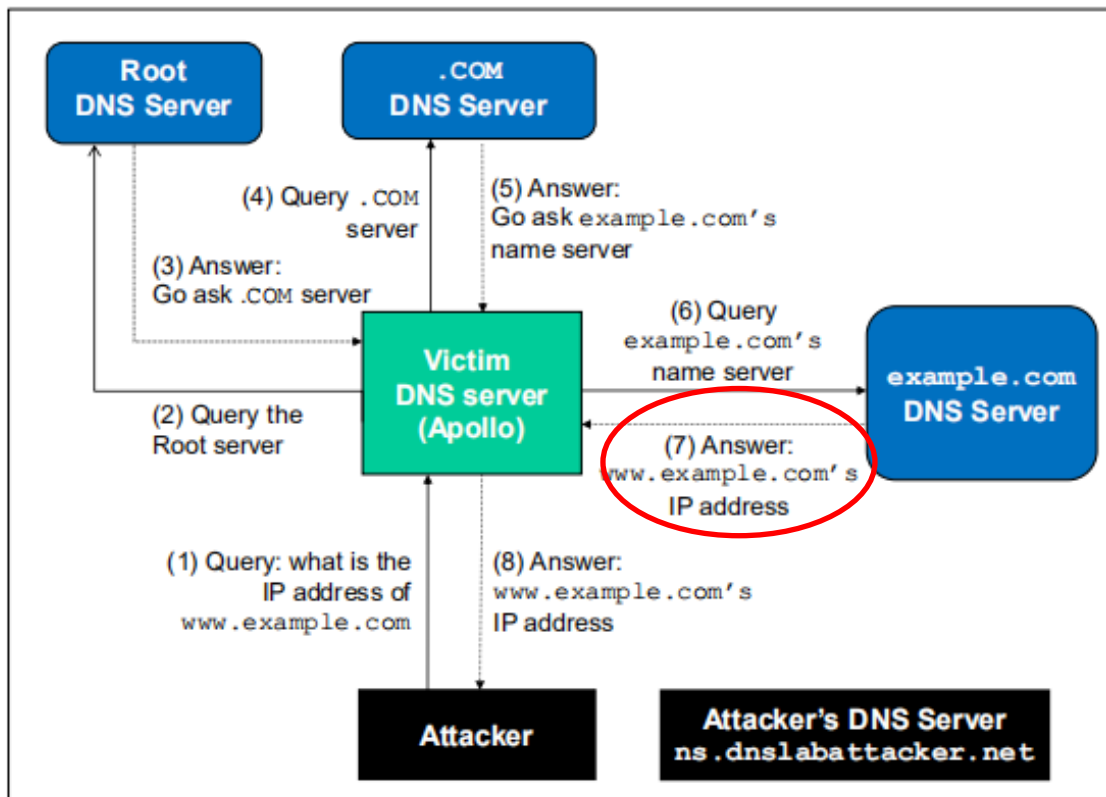 Root
DNS Server
.COM
DNS Server
(4) Query .COM
server
(5) Answer:
Go ask example.com's
name server
(3) Answer:
Go ask .COM server
(6) Query
example.com's
name server
Victim
DNS server
(Apollo)
example.com
DNS Server
(2) Query the
Root server
(7) Answer:
www.example.com's
IP address
(1) Query: what is the
IP address of
www.example.com
(8) Answer:
www.example.com's
IP address
Attacker
Attacker's DNS Server
ns.dnslabattacker.net